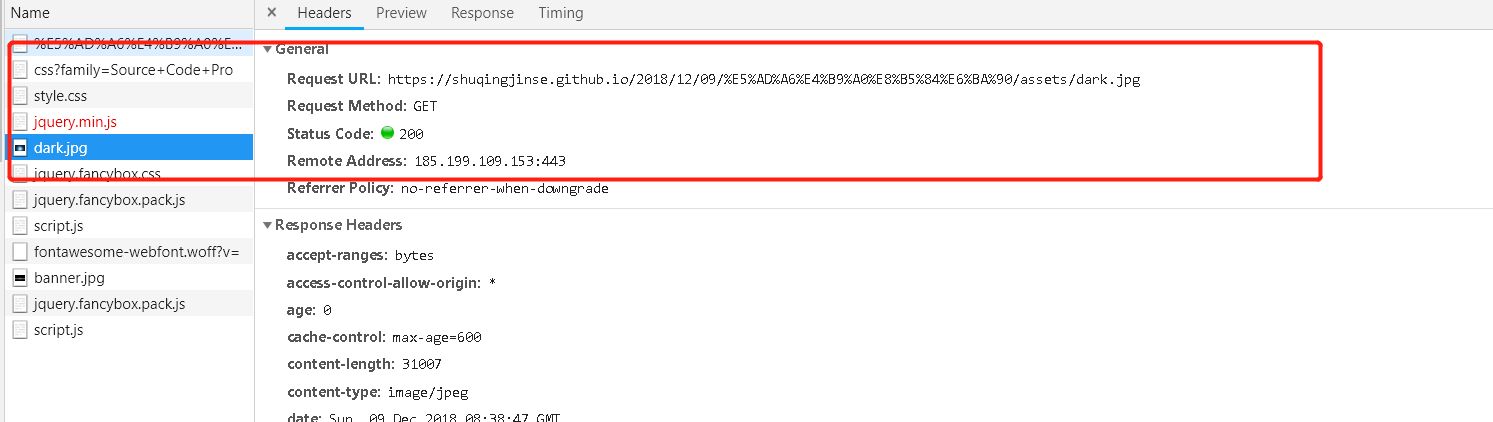 Name
%E5%AD%A6%E4%B9%A0%E...
css?family=Source+Code+Pro
style.css
jquery.min.js
dark.jpg
jquery.fancybox.css
jquery.fancybox.pack.js
script.js
fontawesome-webfont.woff?v=
banner.jpg
jquery.fancybox.pack.js
script.js
× Headers Preview Response Timing
▼ General
Request URL: https://shuqingjinse.github.io/2018/12/09/%E5%AD%A6%E4%B9%A0%E8%B5%84%E6%BA%90/assets/dark.jpg
Request Method: GET
Status Code: 200
Remote Address: 185.199.109.153:443
Referrer Policy: no-referrer-when-downgrade
▼ Response Headers
accept-ranges: bytes
access-control-allow-origin: *
age: 0
cache-control: max-age=600
content-length: 31007
content-type: image/jpeg
date: Sun, 09 Dec 2018 08:38:47 GMT